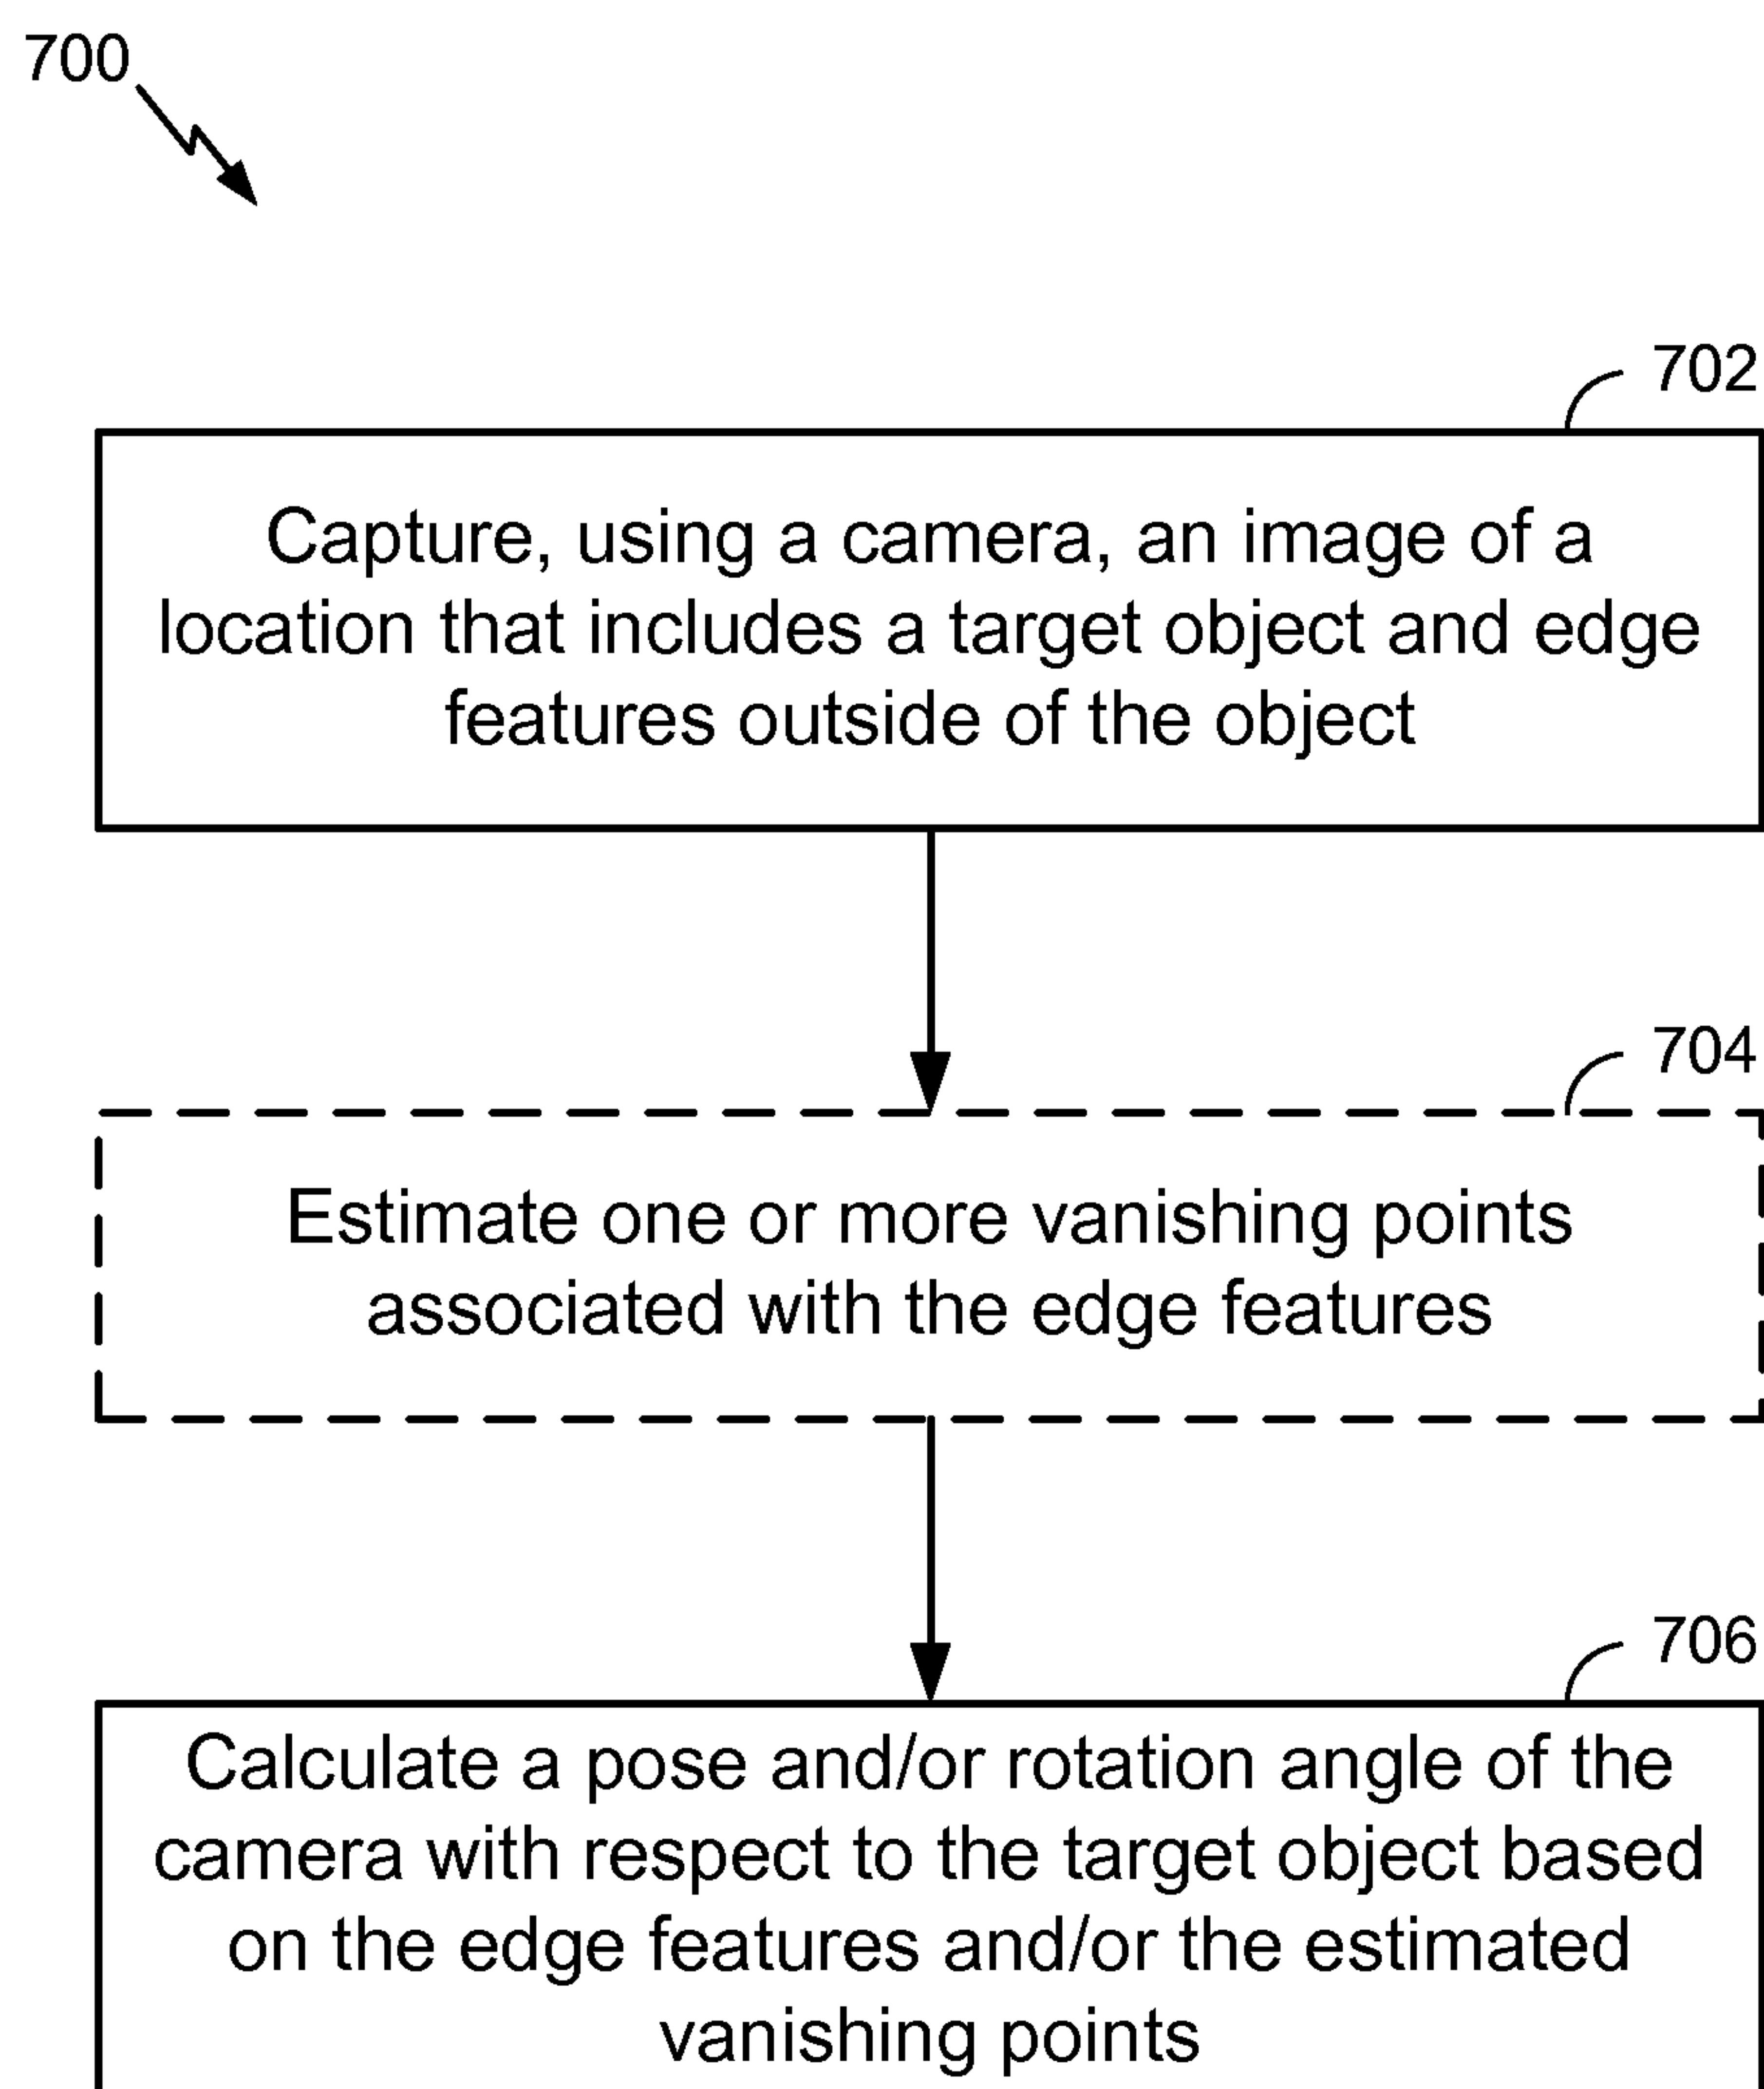 700
702
Capture, using a camera, an image of a
location that includes a target object and edge
features outside of the object
704
Estimate one or more vanishing points
associated with the edge features
706
Calculate a pose and/or rotation angle of the
camera with respect to the target object based
on the edge features and/or the estimated
vanishing points